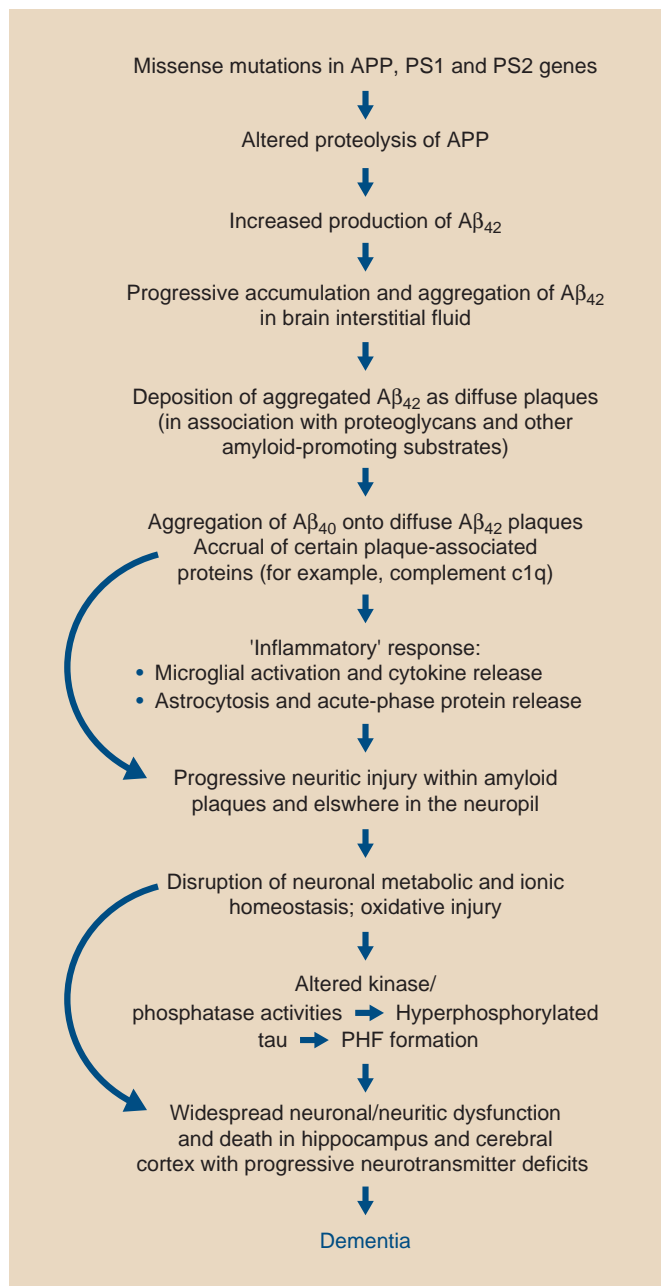 Missense mutations in APP, PS1 and PS2 genes
Altered proteolysis of APP
Increased production of Aβ42
Progressive accumulation and aggregation of Aβ42
in brain interstitial fluid
Deposition of aggregated Aβ42 as diffuse plaques
(in association with proteoglycans and other
amyloid-promoting substrates)
Aggregation of Aβ40 onto diffuse Aβ42 plaques
Accrual of certain plaque-associated
proteins (for example, complement c1q)
'Inflammatory' response:
• Microglial activation and cytokine release
• Astrocytosis and acute-phase protein release
Progressive neuritic injury within amyloid
plaques and elswhere in the neuropil
Disruption of neuronal metabolic and ionic
homeostasis; oxidative injury
Altered kinase/
phosphatase activities ➔ Hyperphosphorylated
tau ➔ PHF formation
Widespread neuronal/neuritic dysfunction
and death in hippocampus and cerebral
cortex with progressive neurotransmitter deficits
Dementia